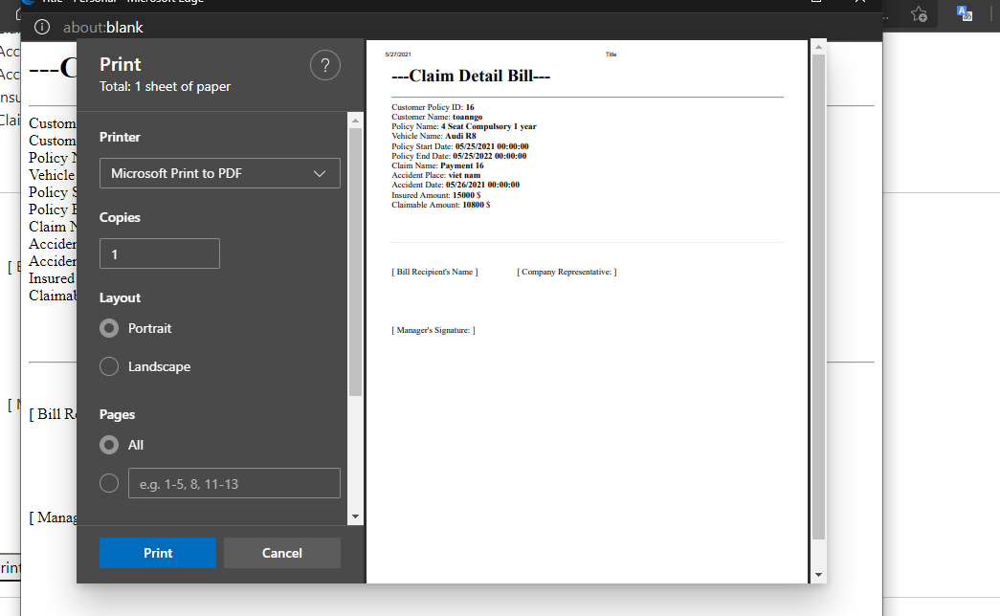 Title - Personal - Microsoft Edge
about:blank
Print
Total: 1 sheet of paper
?
Printer
Microsoft Print to PDF
Copies
1
Layout
Portrait
Landscape
Pages
All
e.g. 1-5, 8, 11-13
Print
Cancel
5/27/2021
Title
---Claim Detail Bill---
Customer Policy ID: 16
Customer Name: toanngo
Policy Name: 4 Seat Compulsory 1 year
Vehicle Name: Audi R8
Policy Start Date: 05/25/2021 00:00:00
Policy End Date: 05/25/2022 00:00:00
Claim Name: Payment 16
Accident Place: viet nam
Accident Date: 05/26/2021 00:00:00
Insured Amount: 15000 $
Claimable Amount: 10800 $
[ Bill Recipient's Name ]
[ Company Representative: ]
[ Manager's Signature: ]
---C
Custom
Custom
Policy N
Vehicle
Policy S
Policy E
Claim N
Acciden
Acciden
Insured
Claimab
[ Bill Re
[ Manag